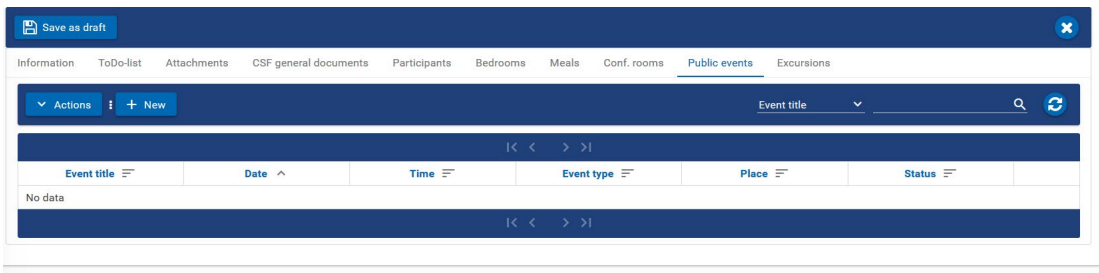 Save as draft
Information ToDo-list Attachments CSF general documents Participants Bedrooms Meals Conf. rooms Public events Excursions
Actions New Event title
Event title Date Time Event type Place Status
No data